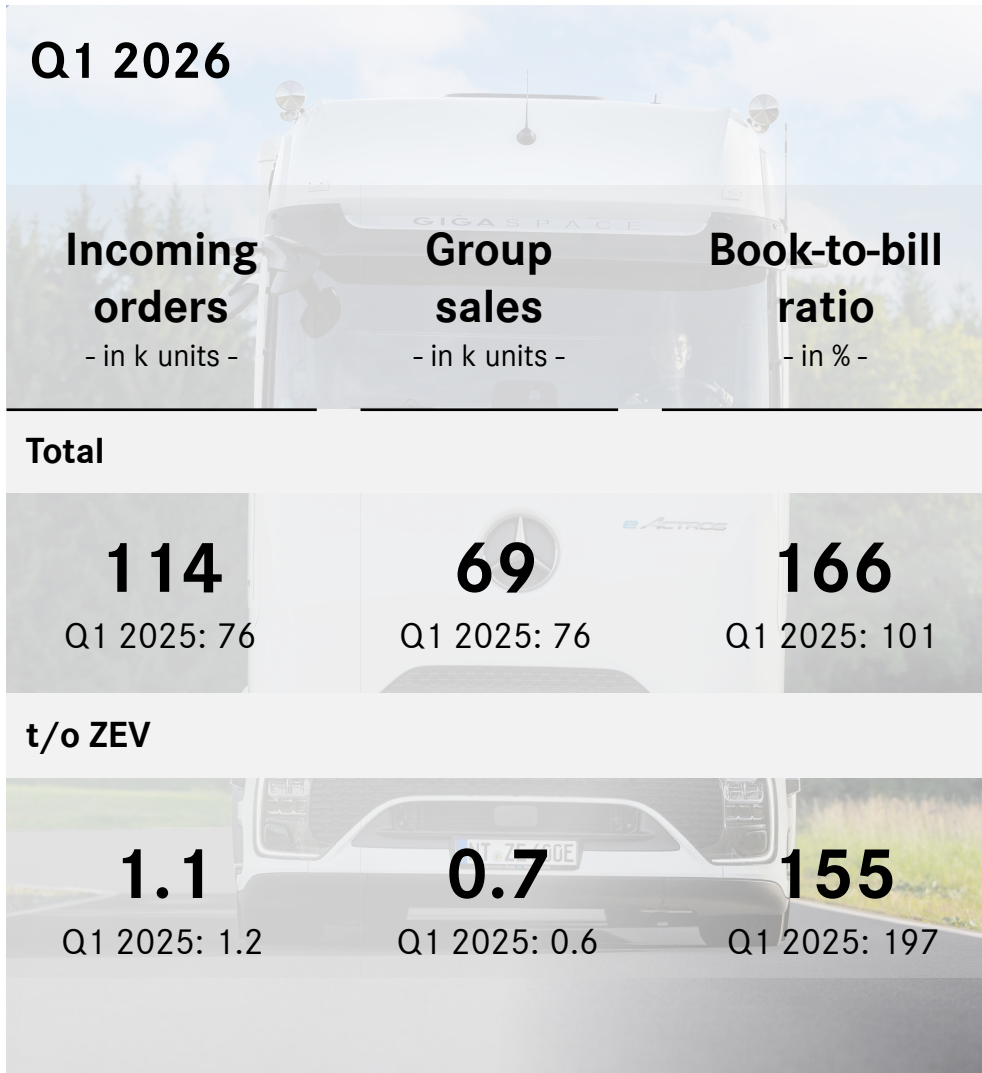 Q1 2026
GIGASPACE
Incoming orders
- in k units -
Group sales
- in k units -
Book-to-bill ratio
- in % -
Total
eActros
114
Q1 2025: 76
69
Q1 2025: 76
166
Q1 2025: 101
t/o ZEV
1.1
Q1 2025: 1.2
0.7
Q1 2025: 0.6
155
Q1 2025: 197